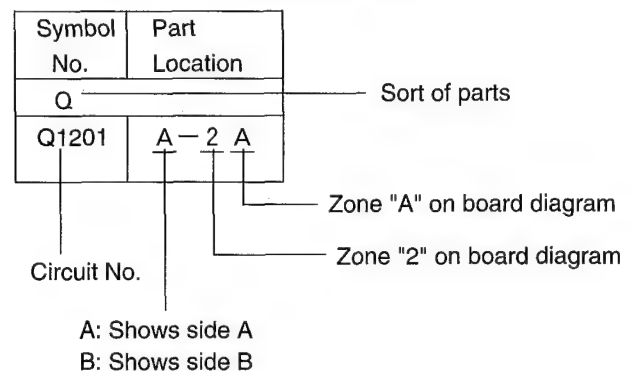 Symbol No.
Part Location
Q
Sort of parts
Q1201
A-2 A
Zone "A" on board diagram
Zone "2" on board diagram
Circuit No.
A: Shows side A
B: Shows side B